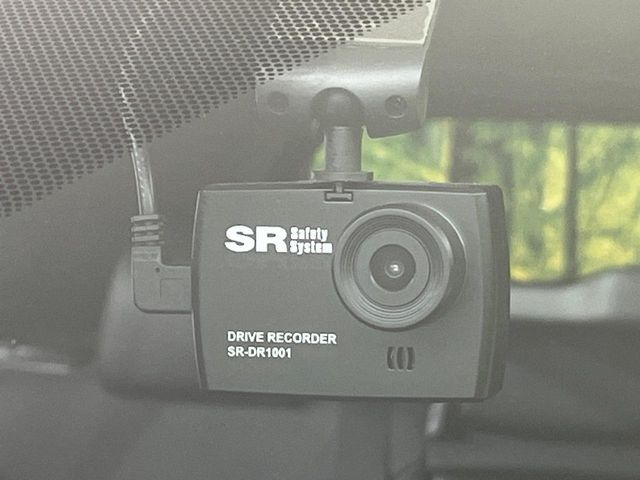 SR Safety
System
DRIVE RECORDER
SR-DR1001